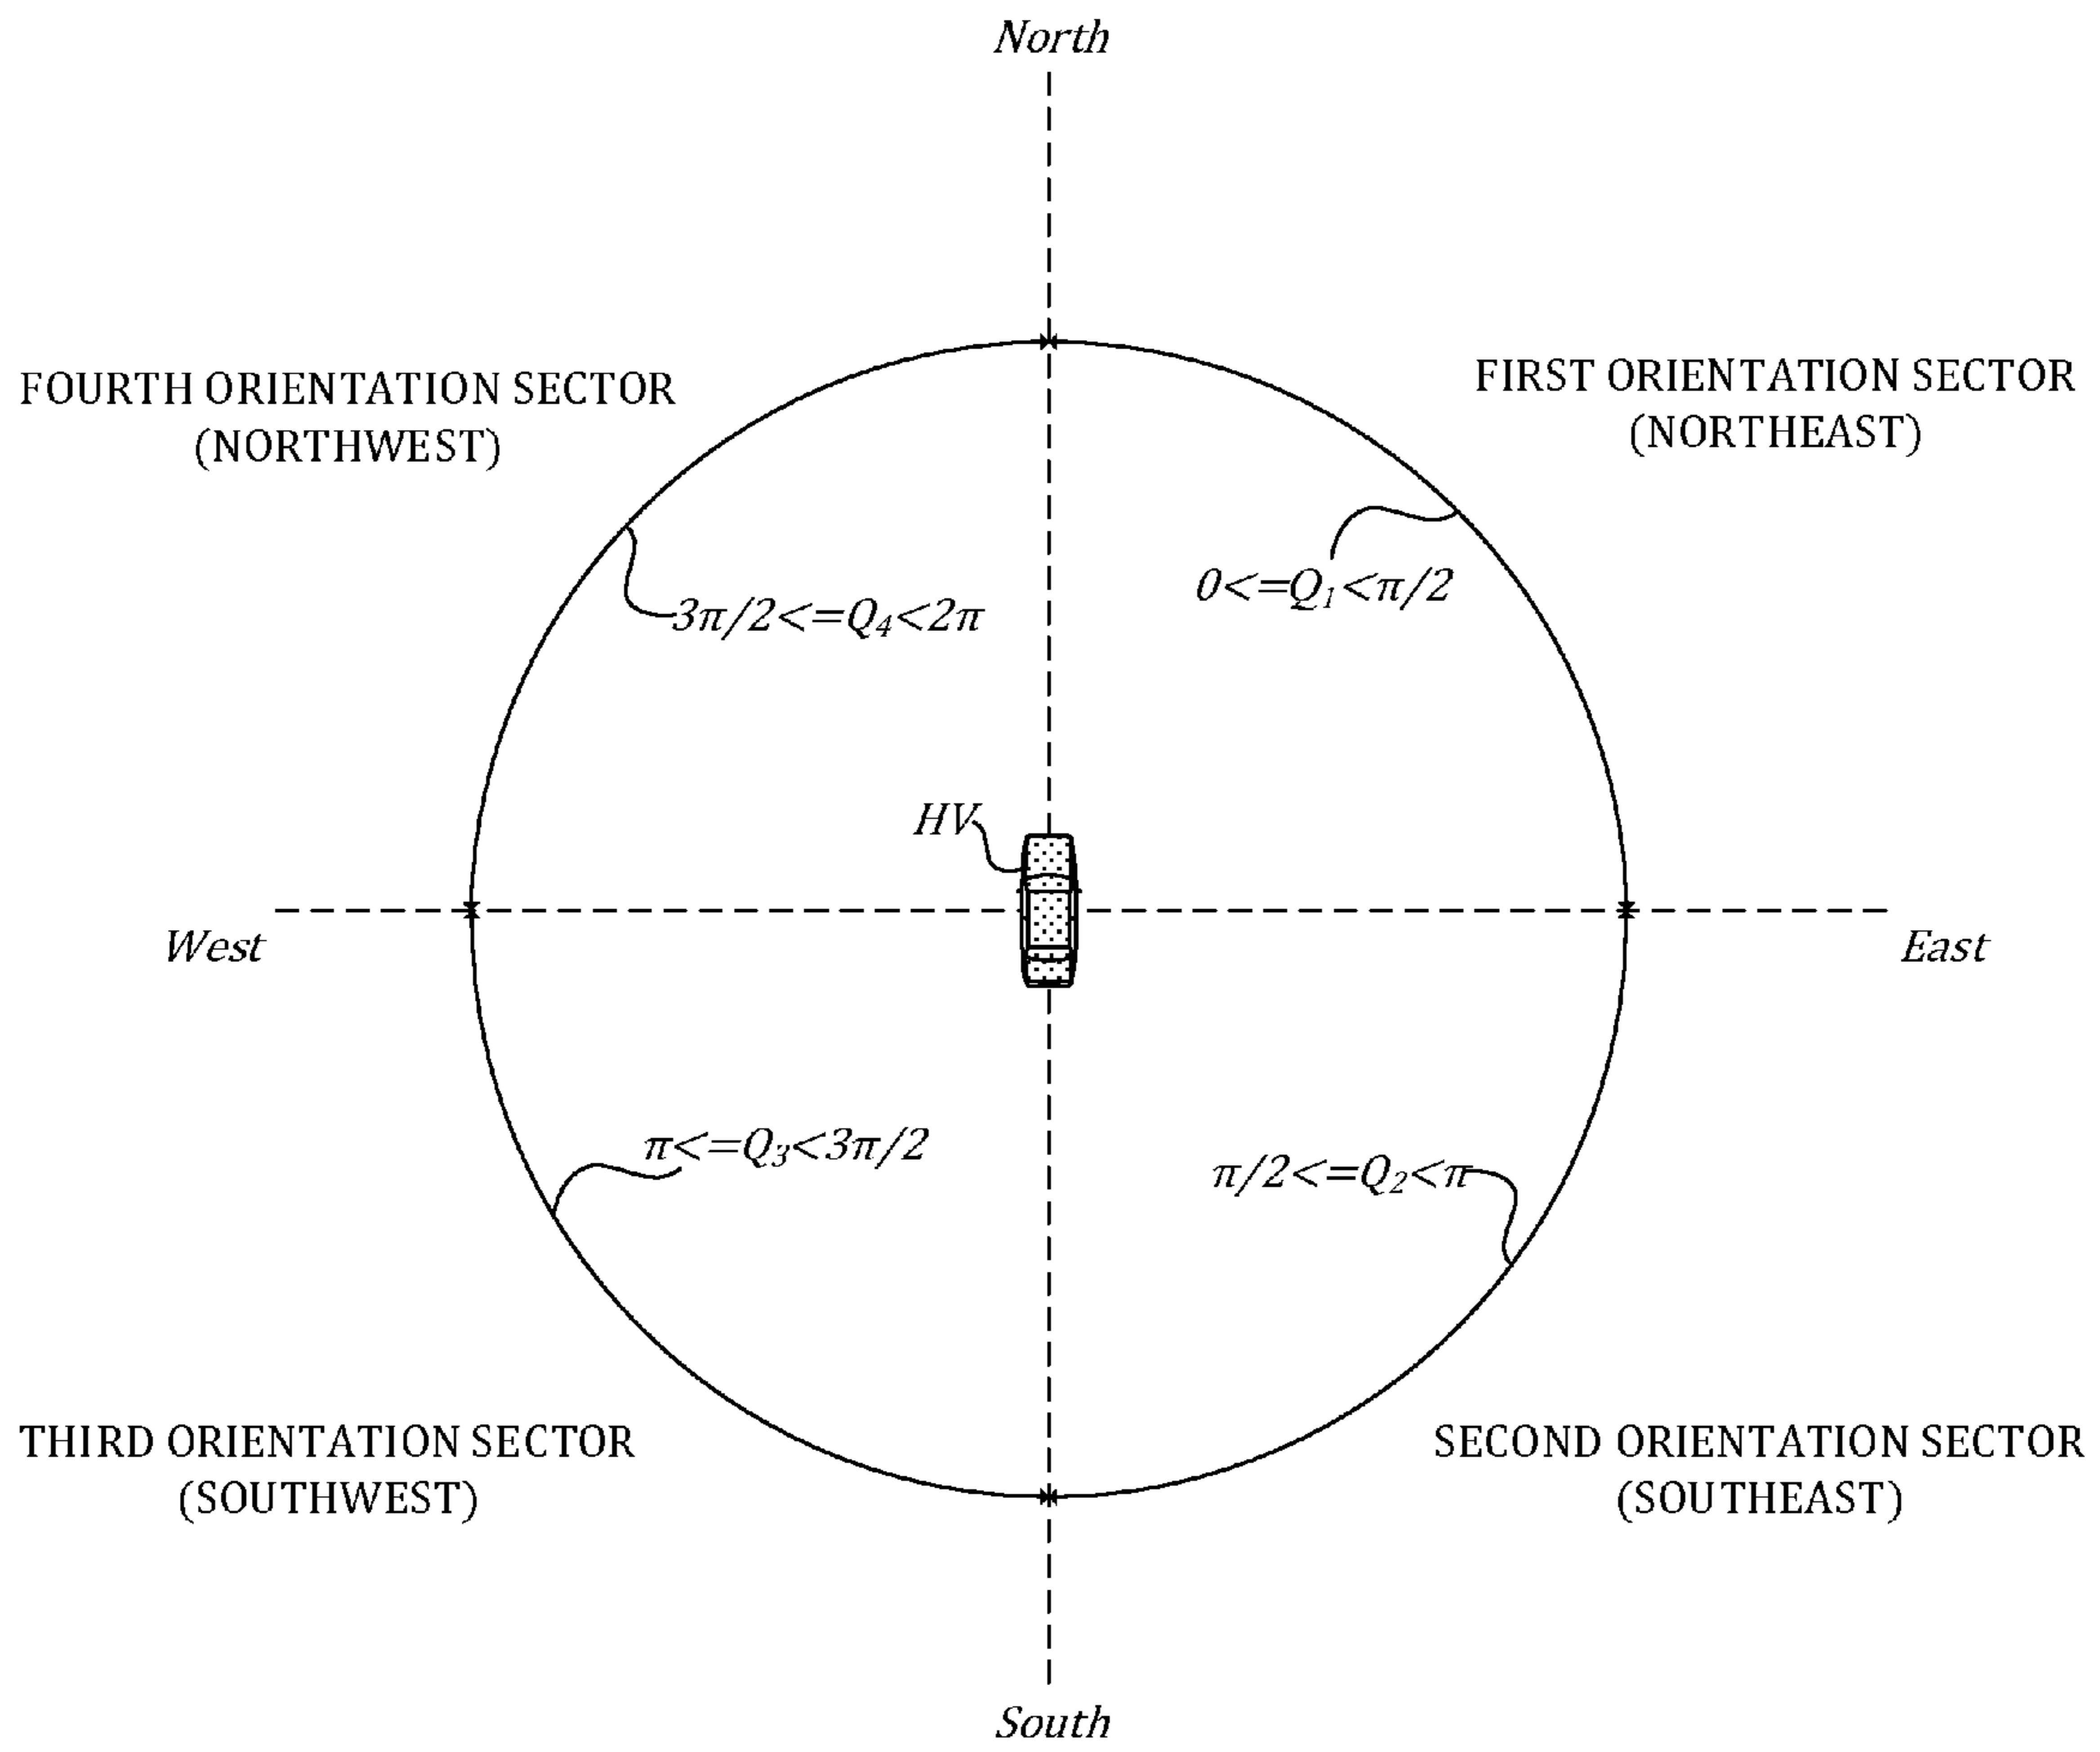 North
FOURTH ORIENTATION SECTOR
(NORTHWEST)
FIRST ORIENTATION SECTOR
(NORTHEAST)
0<=Q₁<π/2
3π/2<=Q₄<2π
HV
West
East
π<=Q₃<3π/2
π/2<=Q₂<π
THIRD ORIENTATION SECTOR
(SOUTHWEST)
SECOND ORIENTATION SECTOR
(SOUTHEAST)
South